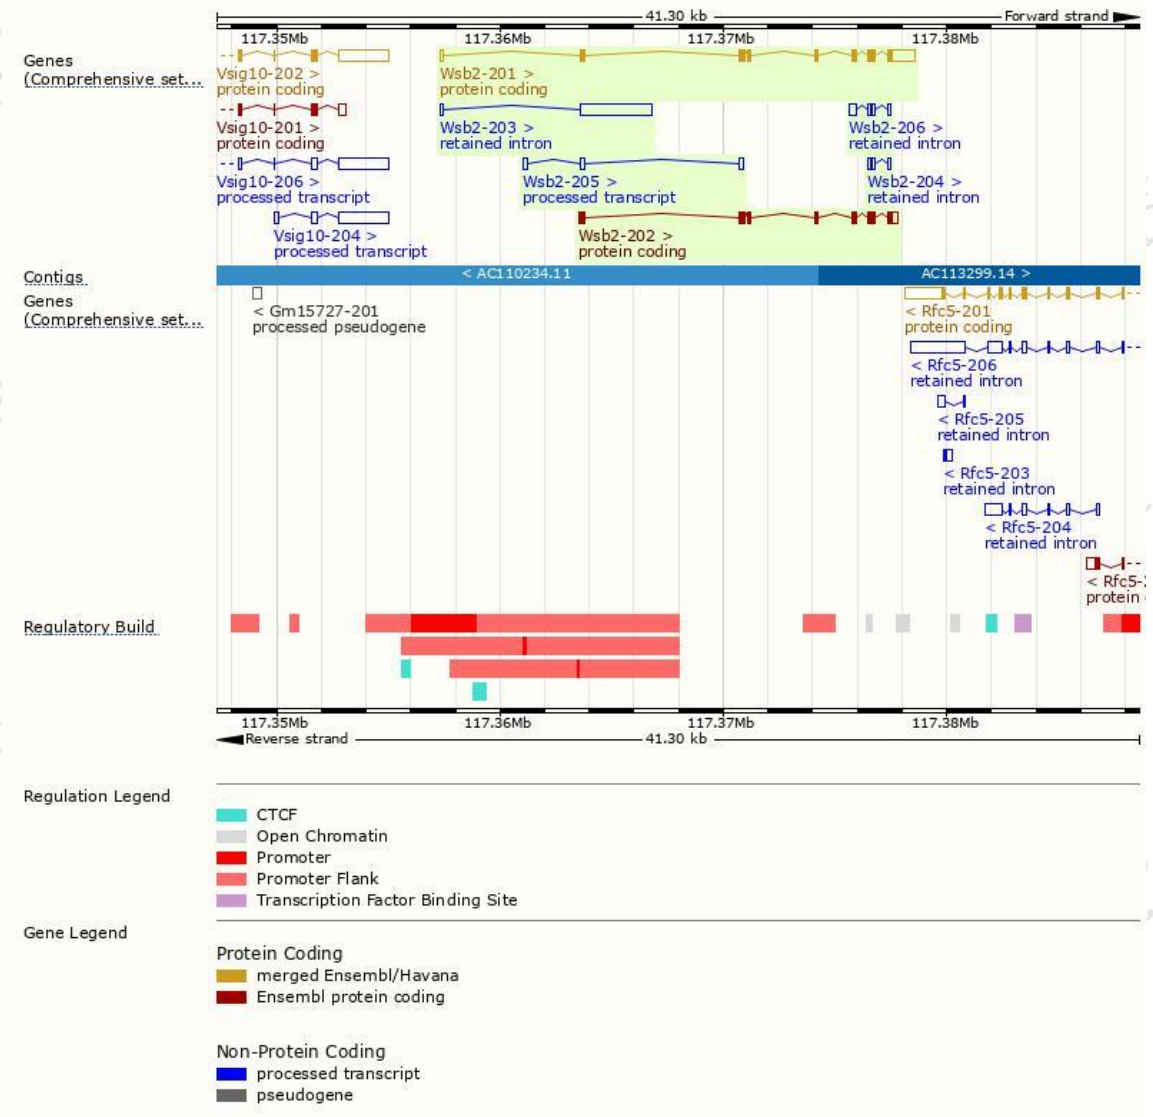 41.30 kb Forward strand
117.35Mb 117.36Mb 117.37Mb 117.38Mb
Genes
(Comprehensive set...
Vsig10-202 > Wsb2-201 >
protein coding protein coding
Vsig10-201 > Wsb2-203 > Wsb2-206 >
protein coding retained intron retained intron
Vsig10-206 > Wsb2-205 > Wsb2-204 >
processed transcript processed transcript retained intron
Vsig10-204 > Wsb2-202 >
processed transcript protein coding
Contigs < AC110234.11 AC113299.14 >
Genes
(Comprehensive set...
< Gm15727-201 < Rfc5-201
processed pseudogene protein coding
< Rfc5-206
retained intron
< Rfc5-205
retained intron
< Rfc5-203
retained intron
< Rfc5-204
retained intron
< Rfc5-
protein
Regulatory Build
117.35Mb 117.36Mb 117.37Mb 117.38Mb
Reverse strand 41.30 kb
Regulation Legend
CTCF
Open Chromatin
Promoter
Promoter Flank
Transcription Factor Binding Site
Gene Legend
Protein Coding
merged Ensembl/Havana
Ensembl protein coding
Non-Protein Coding
processed transcript
pseudogene